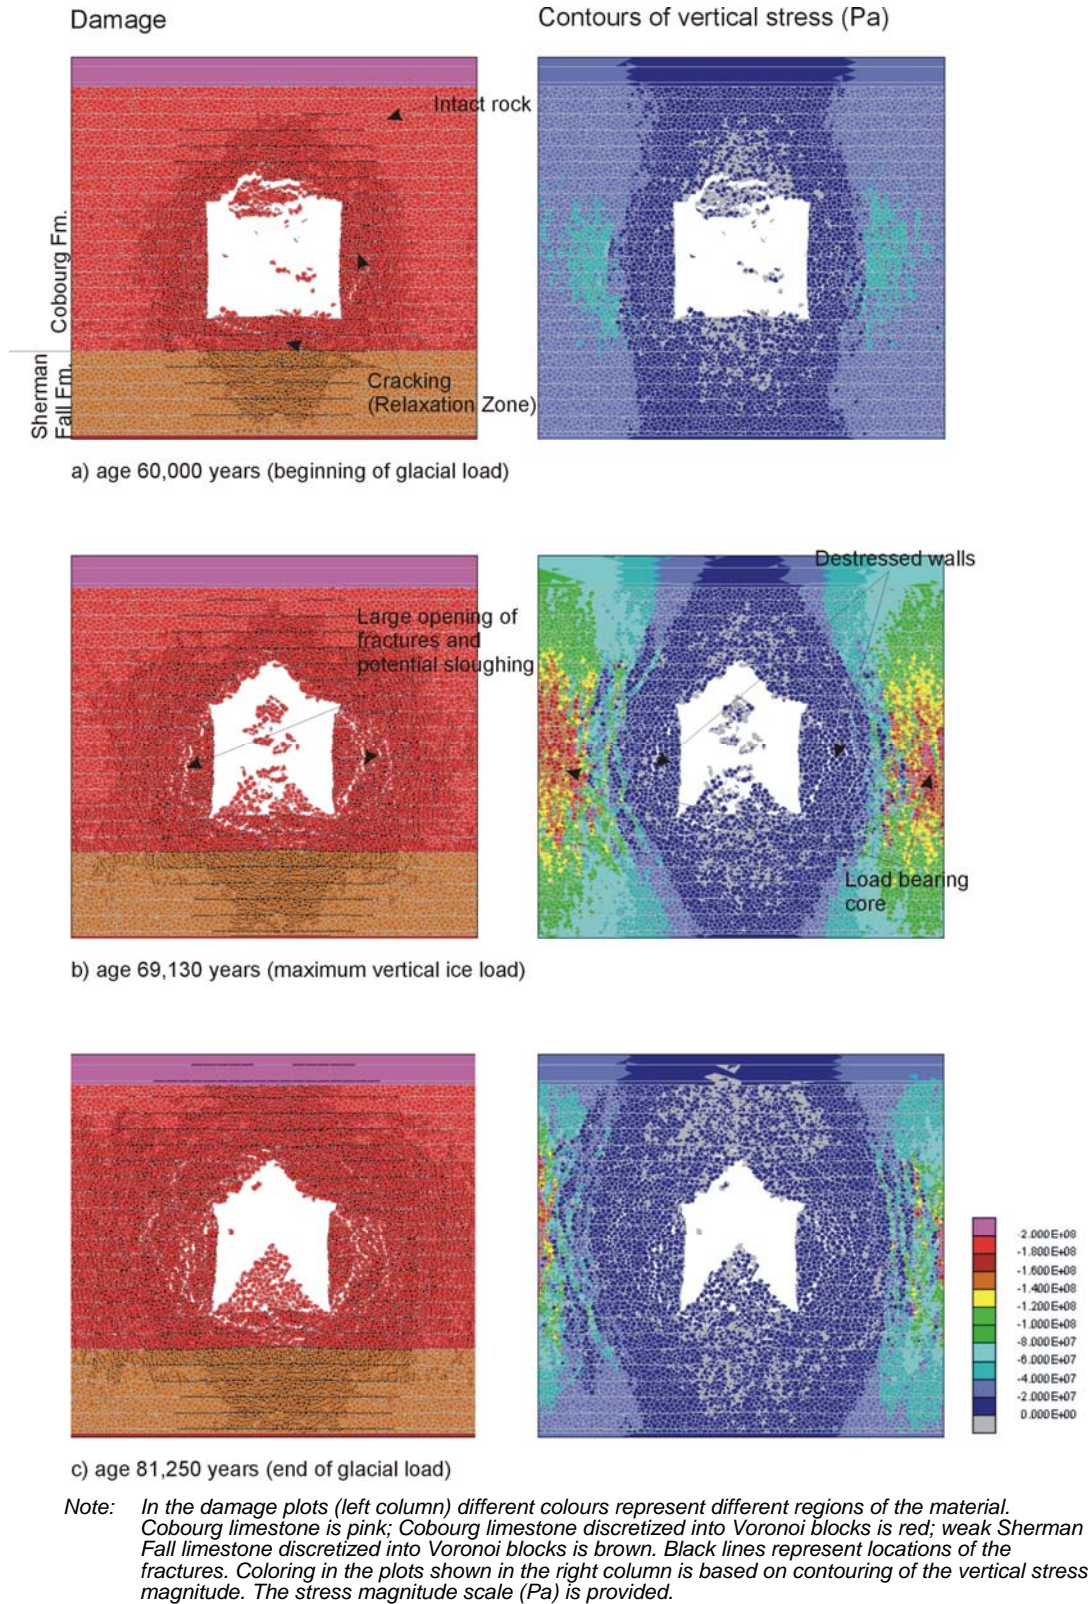 Damage
Contours of vertical stress (Pa)
Intact rock
Cobourg Fm.
Sherman
Fall Fm.
Cracking
(Relaxation Zone)
a) age 60,000 years (beginning of glacial load)
Destressed walls
Large opening of
fractures and
potential sloughing
Load bearing
core
b) age 69,130 years (maximum vertical ice load)
-2.000E+08
-1.800E+08
-1.600E+08
-1.400E+08
-1.200E+08
-1.000E+08
-8.000E+07
-6.000E+07
-4.000E+07
-2.000E+07
0.000E+00
c) age 81,250 years (end of glacial load)
Note: In the damage plots (left column) different colours represent different regions of the material.
Cobourg limestone is pink; Cobourg limestone discretized into Voronoi blocks is red; weak Sherman
Fall limestone discretized into Voronoi blocks is brown. Black lines represent locations of the
fractures. Coloring in the plots shown in the right column is based on contouring of the vertical stress
magnitude. The stress magnitude scale (Pa) is provided.